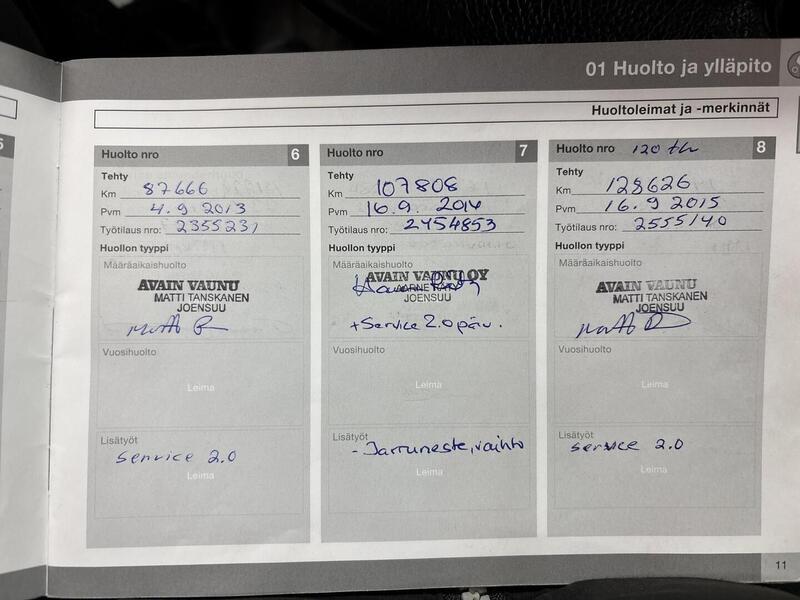 01 Huolto ja ylläpito
Huoltoleimat ja -merkinnät
Huolto nro 6
Tehty
Km 87666
Pvm 4.9.2013
Työtilaus nro: 2355231
Huollon tyyppi
Määräaikaishuolto
AVAIN VAUNU
MATTI TANSKANEN
JOENSUU
Vuosihuolto
Leima
Lisätyöt
service 2.0
Leima
Huolto nro 7
Tehty
Km 107808
Pvm 16.9. 2014
Työtilaus nro: 2454853
Huollon tyyppi
Määräaikaishuolto
AVAIN VAUNU OY
JOENSUU
+ Service 2.0 päiv.
Vuosihuolto
Leima
Lisätyöt
- Jarruneste, vaihto
Leima
Huolto nro 120 th 8
Tehty
Km 128626
Pvm 16.9 2015
Työtilaus nro: 2555140
Huollon tyyppi
Määräaikaishuolto
AVAIN VAUNU
MATTI TANSKANEN
JOENSUU
Vuosihuolto
Leima
Lisätyöt
service 2.0
Leima
11